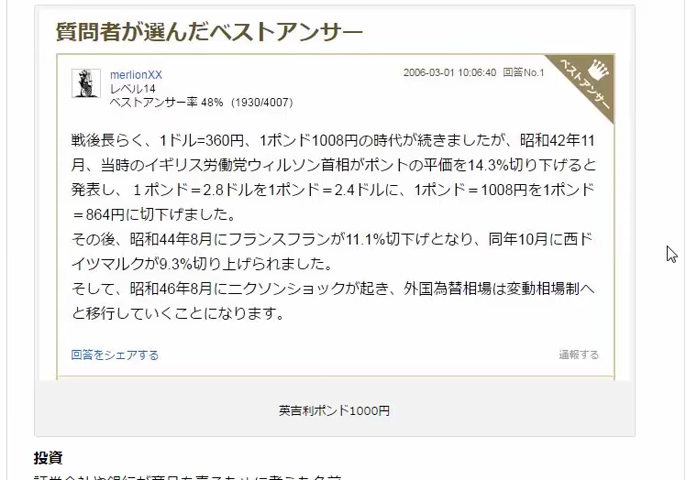 質問者が選んだベストアンサー
merlionXX
レベル14
ベストアンサー率 48% (1930/4007)
2006-03-01 10:06:40 回答No.1
ベストアンサー
戦後長らく、1ドル=360円、1ポンド1008円の時代が続きましたが、昭和42年11
月、当時のイギリス労働党ウィルソン首相がポントの平価を14.3%切り下げると
発表し、１ポンド＝2.8ドルを1ポンド＝2.4ドルに、1ポンド＝1008円を1ポンド
＝864円に切下げました。
その後、昭和44年8月にフランスフランが11.1%切下げとなり、同年10月に西ド
イツマルクが9.3%切り上げられました。
そして、昭和46年8月にニクソンショックが起き、外国為替相場は変動相場制へ
と移行していくことになります。
回答をシェアする
通報する
英吉利ポンド1000円
投資